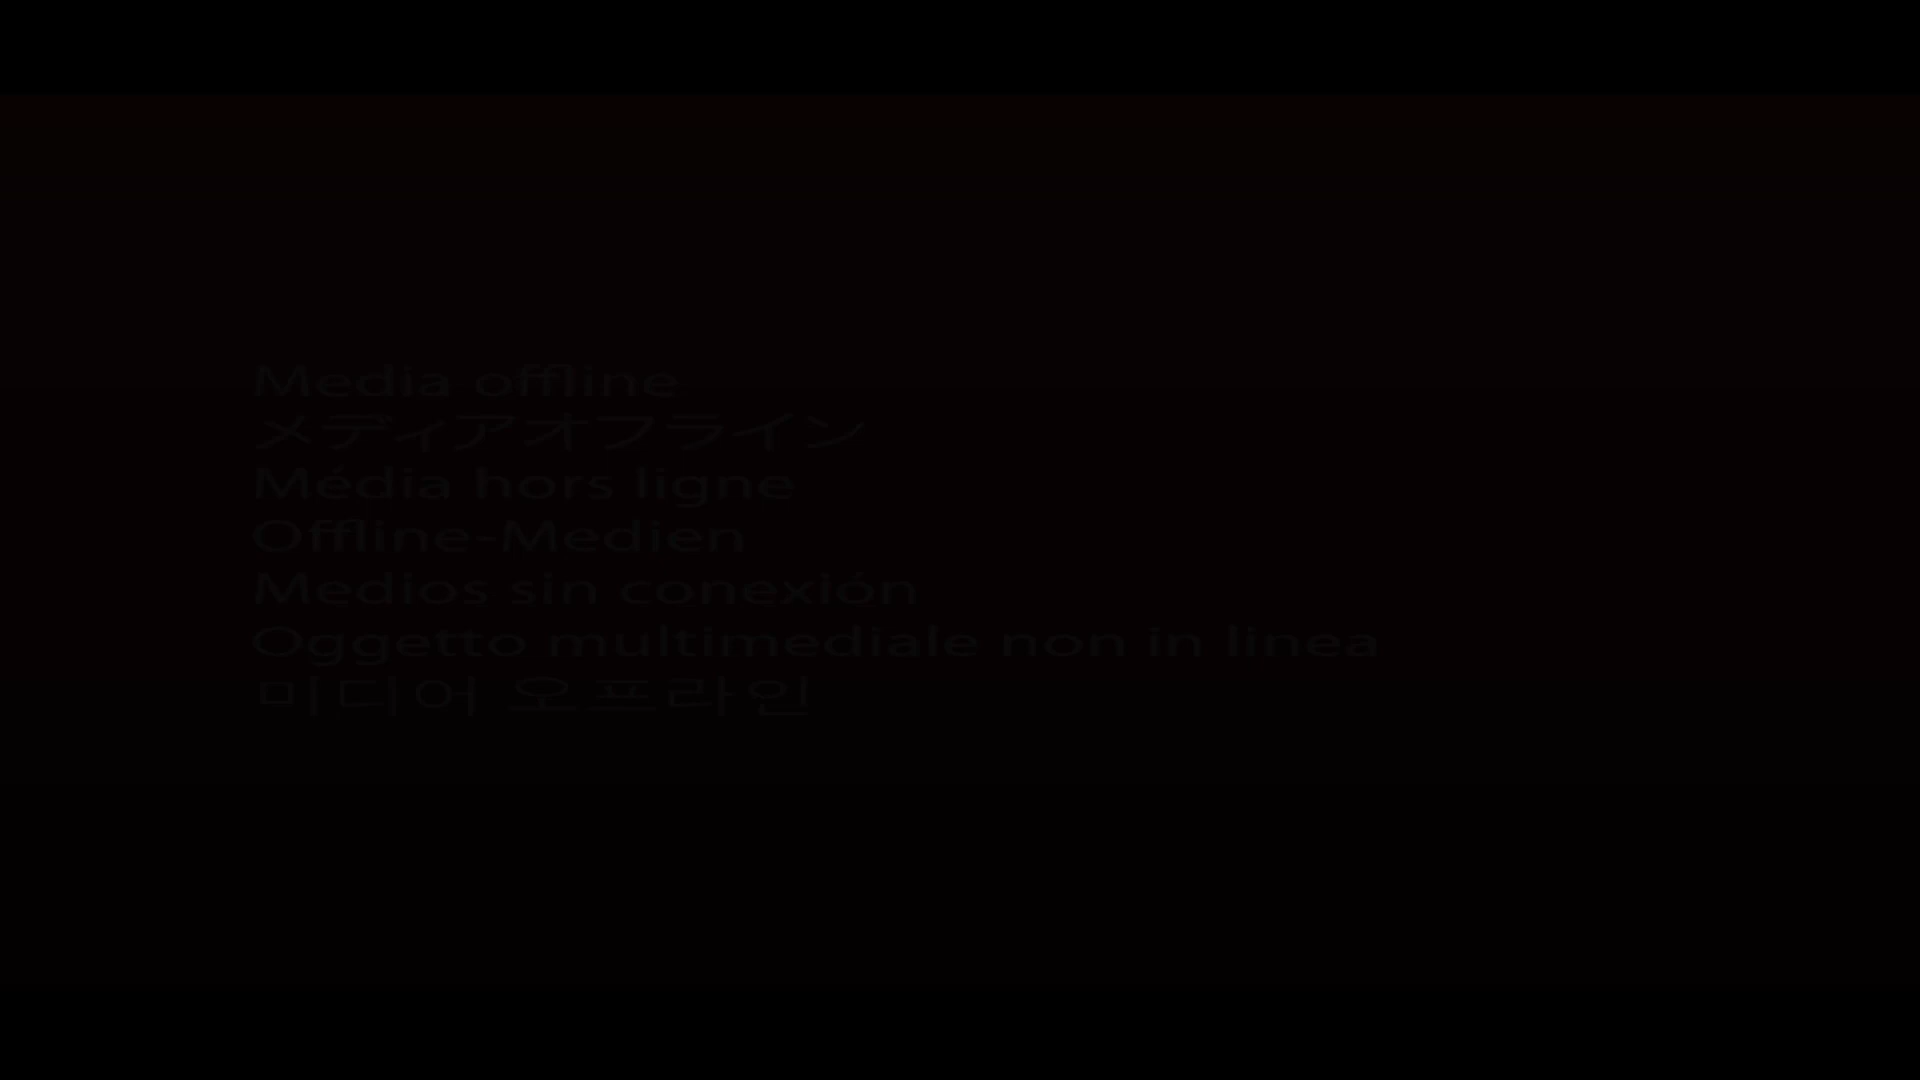 Media offline
メディアオフライン
Média hors ligne
Offline-Medien
Medios sin conexión
Oggetto multimediale non in linea
미디어 오프라인